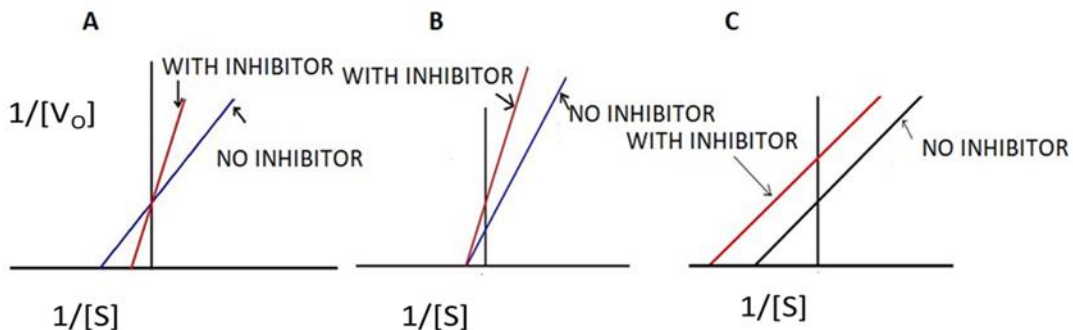 A
B
C
WITH INHIBITOR
1/[Vo]
NO INHIBITOR
1/[S]
WITH INHIBITOR
NO INHIBITOR
1/[S]
WITH INHIBITOR
NO INHIBITOR
1/[S]